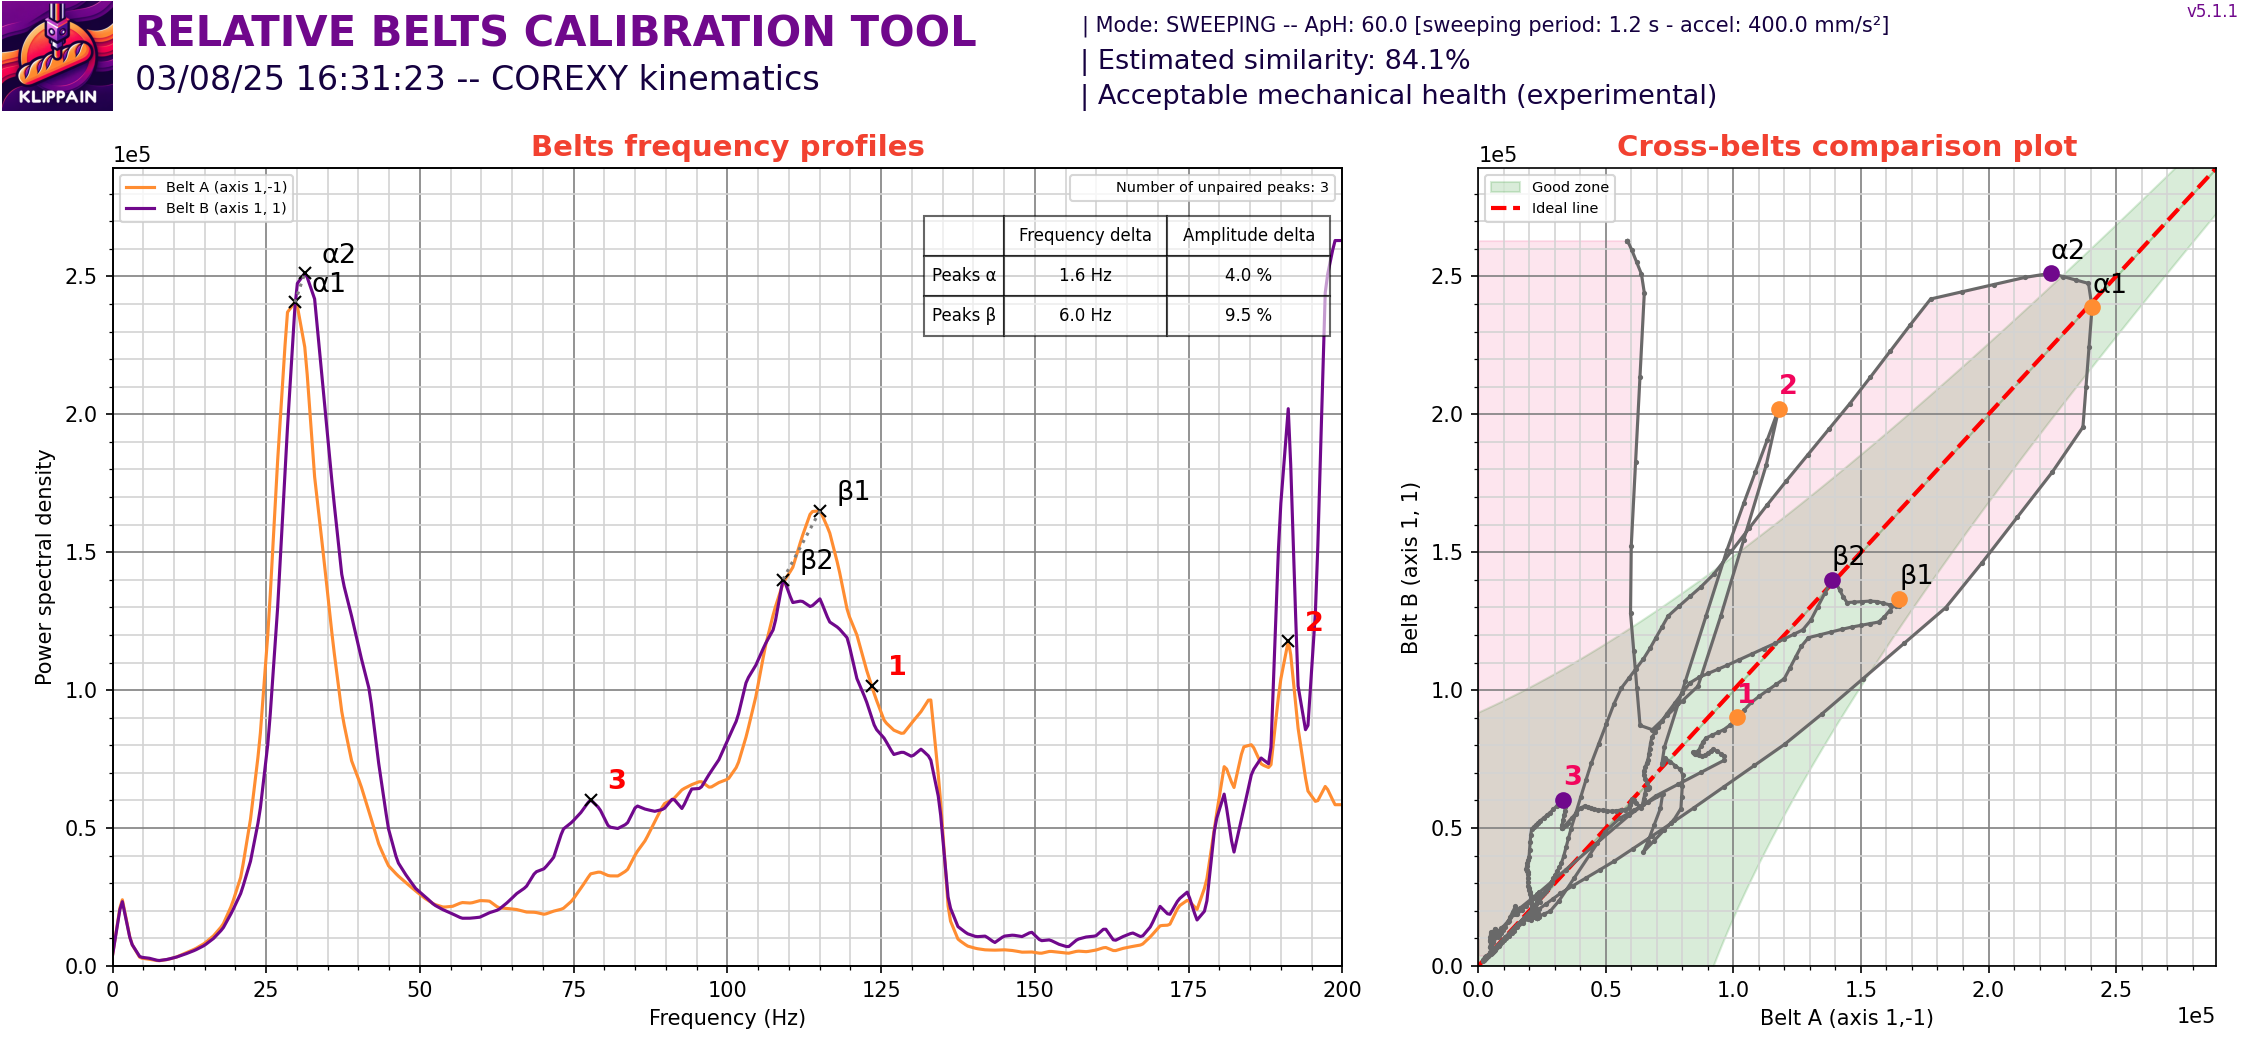 KLIPPAIN
RELATIVE BELTS CALIBRATION TOOL
03/08/25 16:31:23 -- COREXY kinematics
| Mode: SWEEPING -- ApH: 60.0 [sweeping period: 1.2 s - accel: 400.0 mm/s²]
| Estimated similarity: 84.1%
| Acceptable mechanical health (experimental)
v5.1.1
Belts frequency profiles
1e5
Belt A (axis 1,-1)
Belt B (axis 1, 1)
Number of unpaired peaks: 3
Frequency delta Amplitude delta
Peaks α 1.6 Hz 4.0 %
Peaks β 6.0 Hz 9.5 %
α2
α1
β1
β2
2
1
3
2.5
2.0
1.5
1.0
0.5
0.0
Power spectral density
0 25 50 75 100 125 150 175 200
Frequency (Hz)
Cross-belts comparison plot
1e5
Good zone
Ideal line
α2
α1
2
β2
β1
1
3
2.5
2.0
1.5
1.0
0.5
0.0
Belt B (axis 1, 1)
0.0 0.5 1.0 1.5 2.0 2.5
Belt A (axis 1,-1)
1e5